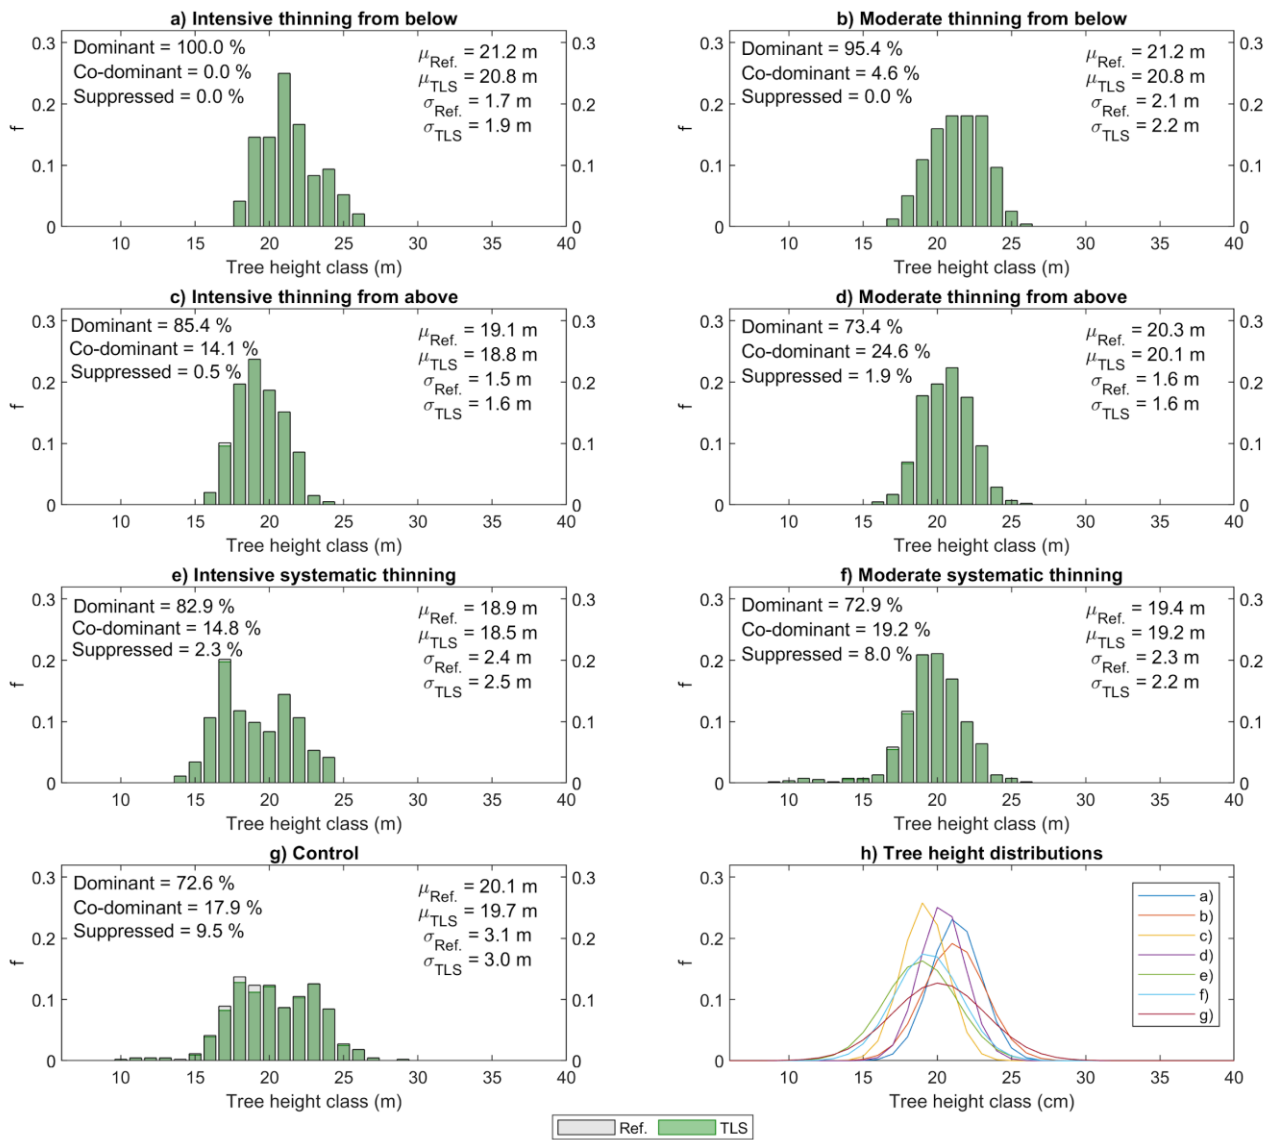 a) Intensive thinning from below
Dominant = 100.0 %
Co-dominant = 0.0 %
Suppressed = 0.0 %
μRef. = 21.2 m
μTLS = 20.8 m
σRef. = 1.7 m
σTLS = 1.9 m
0.3
0.2
0.1
0
f
0.3
0.2
0.1
0
10 15 20 25 30 35 40
Tree height class (m)
b) Moderate thinning from below
Dominant = 95.4 %
Co-dominant = 4.6 %
Suppressed = 0.0 %
μRef. = 21.2 m
μTLS = 20.8 m
σRef. = 2.1 m
σTLS = 2.2 m
0.3
0.2
0.1
0
f
0.3
0.2
0.1
0
10 15 20 25 30 35 40
Tree height class (m)
c) Intensive thinning from above
Dominant = 85.4 %
Co-dominant = 14.1 %
Suppressed = 0.5 %
μRef. = 19.1 m
μTLS = 18.8 m
σRef. = 1.5 m
σTLS = 1.6 m
0.3
0.2
0.1
0
f
0.3
0.2
0.1
0
10 15 20 25 30 35 40
Tree height class (m)
d) Moderate thinning from above
Dominant = 73.4 %
Co-dominant = 24.6 %
Suppressed = 1.9 %
μRef. = 20.3 m
μTLS = 20.1 m
σRef. = 1.6 m
σTLS = 1.6 m
0.3
0.2
0.1
0
f
0.3
0.2
0.1
0
10 15 20 25 30 35 40
Tree height class (m)
e) Intensive systematic thinning
Dominant = 82.9 %
Co-dominant = 14.8 %
Suppressed = 2.3 %
μRef. = 18.9 m
μTLS = 18.5 m
σRef. = 2.4 m
σTLS = 2.5 m
0.3
0.2
0.1
0
f
0.3
0.2
0.1
0
10 15 20 25 30 35 40
Tree height class (m)
f) Moderate systematic thinning
Dominant = 72.9 %
Co-dominant = 19.2 %
Suppressed = 8.0 %
μRef. = 19.4 m
μTLS = 19.2 m
σRef. = 2.3 m
σTLS = 2.2 m
0.3
0.2
0.1
0
f
0.3
0.2
0.1
0
10 15 20 25 30 35 40
Tree height class (m)
g) Control
Dominant = 72.6 %
Co-dominant = 17.9 %
Suppressed = 9.5 %
μRef. = 20.1 m
μTLS = 19.7 m
σRef. = 3.1 m
σTLS = 3.0 m
0.3
0.2
0.1
0
f
0.3
0.2
0.1
0
10 15 20 25 30 35 40
Tree height class (m)
h) Tree height distributions
0.3
0.2
0.1
0
f
a)
b)
c)
d)
e)
f)
g)
10 15 20 25 30 35 40
Tree height class (cm)
Ref. TLS